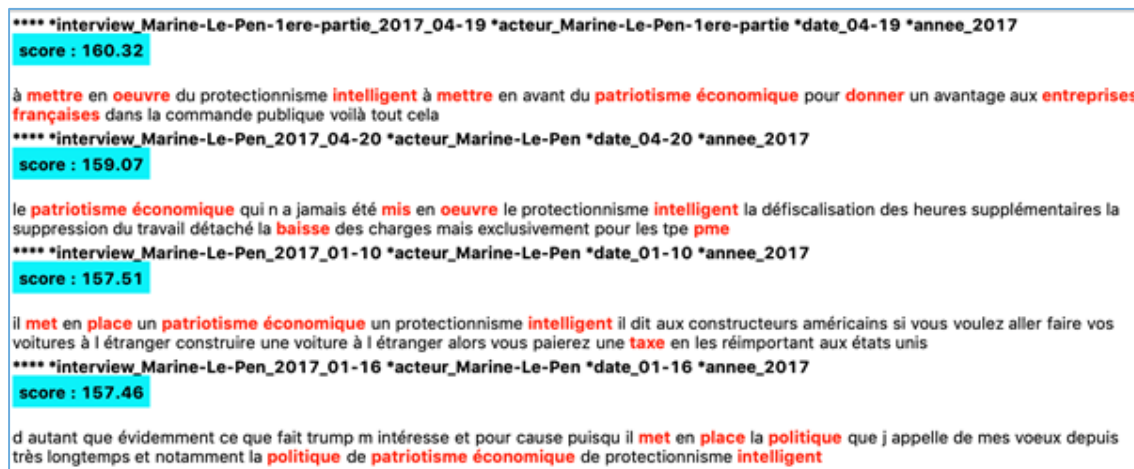 **** *interview_Marine-Le-Pen-1ere-partie_2017_04-19 *acteur_Marine-Le-Pen-1ere-partie *date_04-19 *annee_2017
score : 160.32
à mettre en oeuvre du protectionnisme intelligent à mettre en avant du patriotisme économique pour donner un avantage aux entreprises
françaises dans la commande publique voilà tout cela
**** *interview_Marine-Le-Pen_2017_04-20 *acteur_Marine-Le-Pen *date_04-20 *annee_2017
score : 159.07
le patriotisme économique qui n a jamais été mis en oeuvre le protectionnisme intelligent la défiscalisation des heures supplémentaires la
suppression du travail détaché la baisse des charges mais exclusivement pour les tpe pme
**** *interview_Marine-Le-Pen_2017_01-10 *acteur_Marine-Le-Pen *date_01-10 *annee_2017
score : 157.51
il met en place un patriotisme économique un protectionnisme intelligent il dit aux constructeurs américains si vous voulez aller faire vos
voitures à l étranger construire une voiture à l étranger alors vous paierez une taxe en les réimportant aux états unis
**** *interview_Marine-Le-Pen_2017_01-16 *acteur_Marine-Le-Pen *date_01-16 *annee_2017
score : 157.46
d autant que évidemment ce que fait trump m intéresse et pour cause puisqu il met en place la politique que j appelle de mes voeux depuis
très longtemps et notamment la politique de patriotisme économique de protectionnisme intelligent